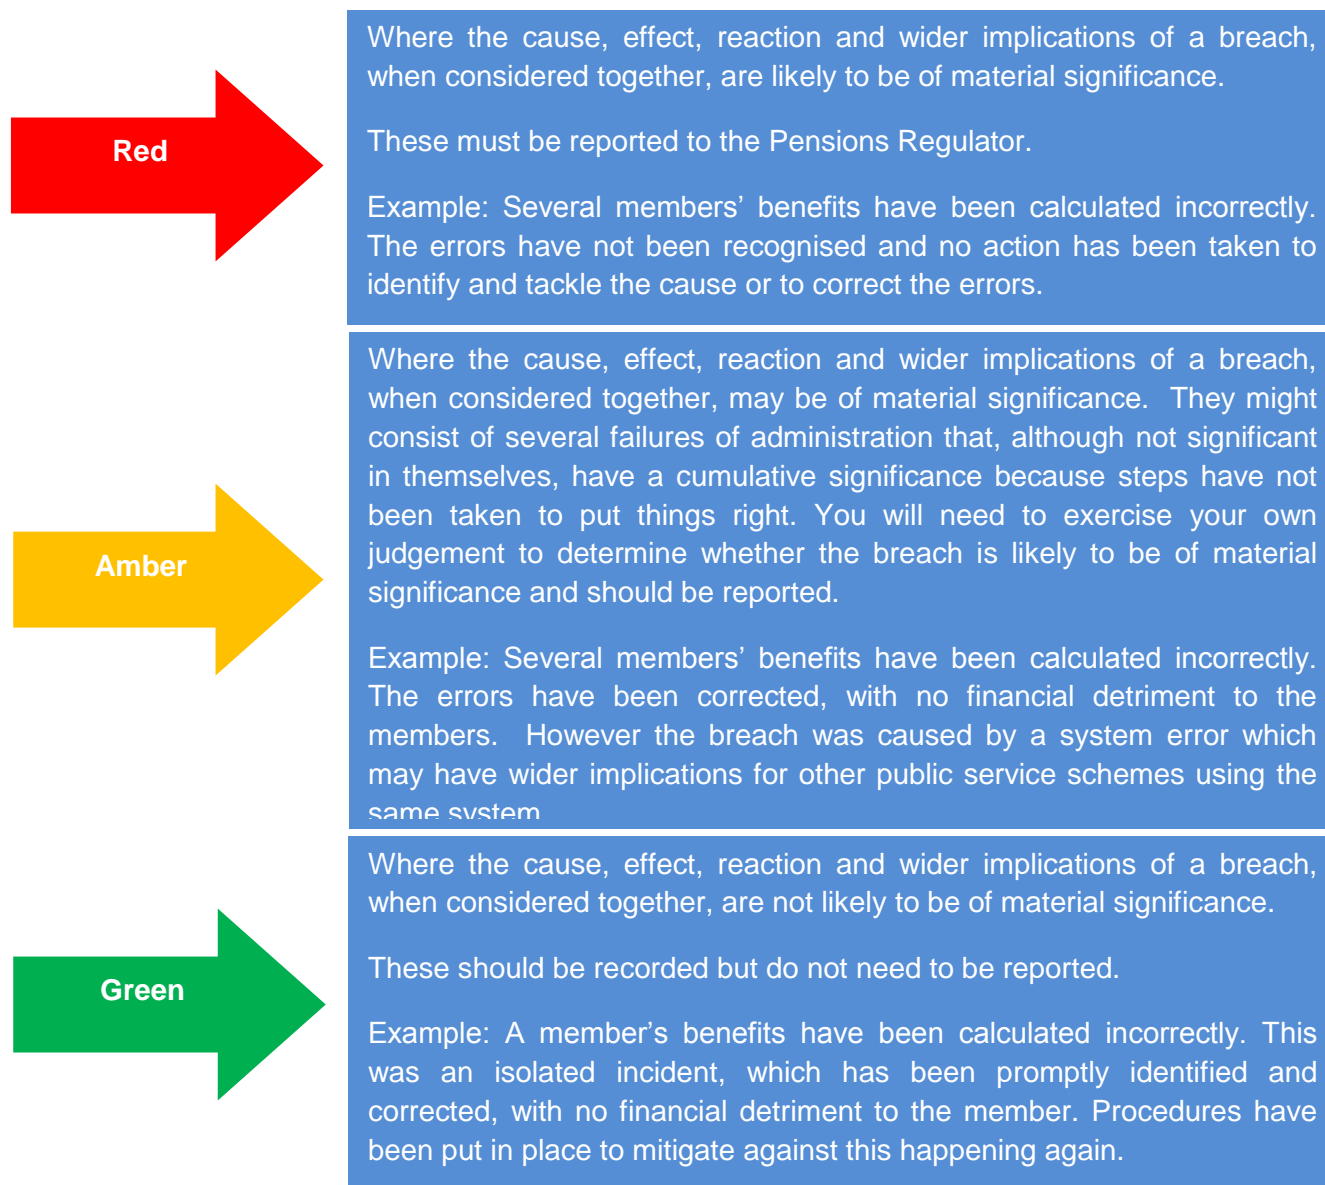 Where the cause, effect, reaction and wider implications of a breach,
when considered together, are likely to be of material significance.
These must be reported to the Pensions Regulator.
Red
Example: Several members’ benefits have been calculated incorrectly.
The errors have not been recognised and no action has been taken to
identify and tackle the cause or to correct the errors.
Where the cause, effect, reaction and wider implications of a breach,
when considered together, may be of material significance. They might
consist of several failures of administration that, although not significant
in themselves, have a cumulative significance because steps have not
been taken to put things right. You will need to exercise your own
judgement to determine whether the breach is likely to be of material
significance and should be reported.
Amber
Example: Several members’ benefits have been calculated incorrectly.
The errors have been corrected, with no financial detriment to the
members. However the breach was caused by a system error which
may have wider implications for other public service schemes using the
same system
Where the cause, effect, reaction and wider implications of a breach,
when considered together, are not likely to be of material significance.
These should be recorded but do not need to be reported.
Green
Example: A member’s benefits have been calculated incorrectly. This
was an isolated incident, which has been promptly identified and
corrected, with no financial detriment to the member. Procedures have
been put in place to mitigate against this happening again.